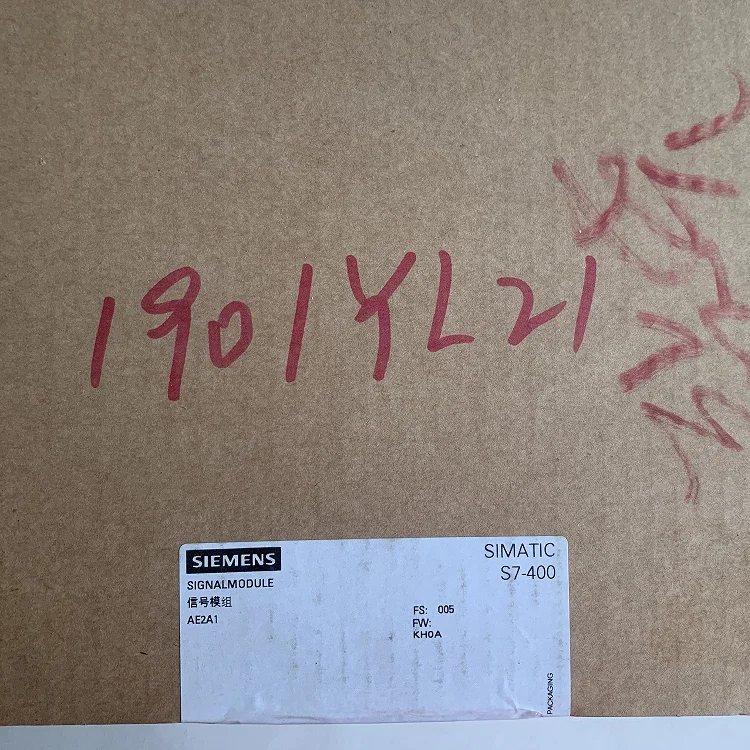 1901YL21
SIEMENS
SIMATIC
S7-400
SIGNALMODULE
信号模组
AE2A1
FS: 005
FW:
KH0A
PACKAGING